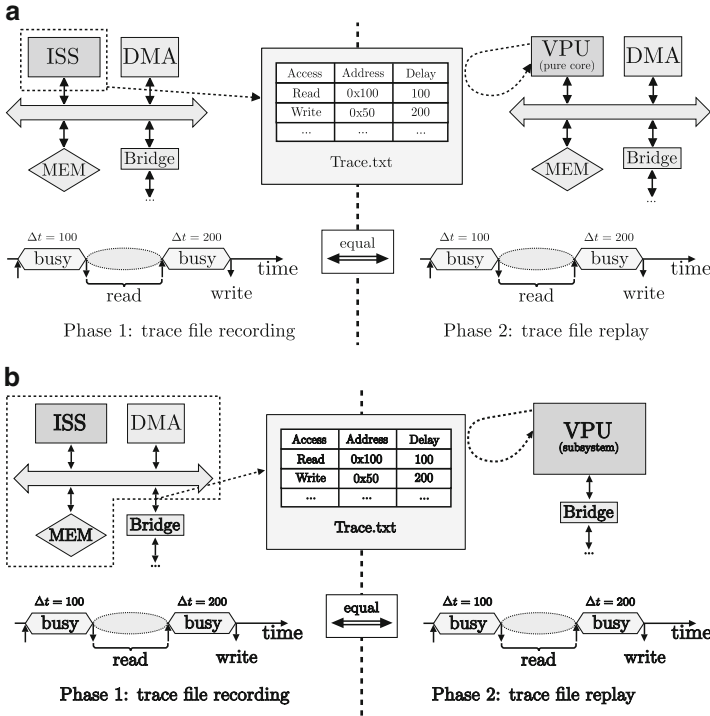 a
ISS
DMA
MEM
Bridge
...
Access Address Delay
Read 0x100 100
Write 0x50 200
... ... ...
Trace.txt
VPU
(pure core)
DMA
MEM
Bridge
...
Δt = 100 Δt = 200
busy busy
time
read
write
equal
Δt = 100 Δt = 200
busy busy
time
read
write
Phase 1: trace file recording
Phase 2: trace file replay
b
ISS
DMA
MEM
Bridge
...
Access Address Delay
Read 0x100 100
Write 0x50 200
... ... ...
Trace.txt
VPU
(subsystem)
Bridge
...
Δt = 100 Δt = 200
busy busy
time
read
write
equal
Δt = 100 Δt = 200
busy busy
time
read
write
Phase 1: trace file recording
Phase 2: trace file replay